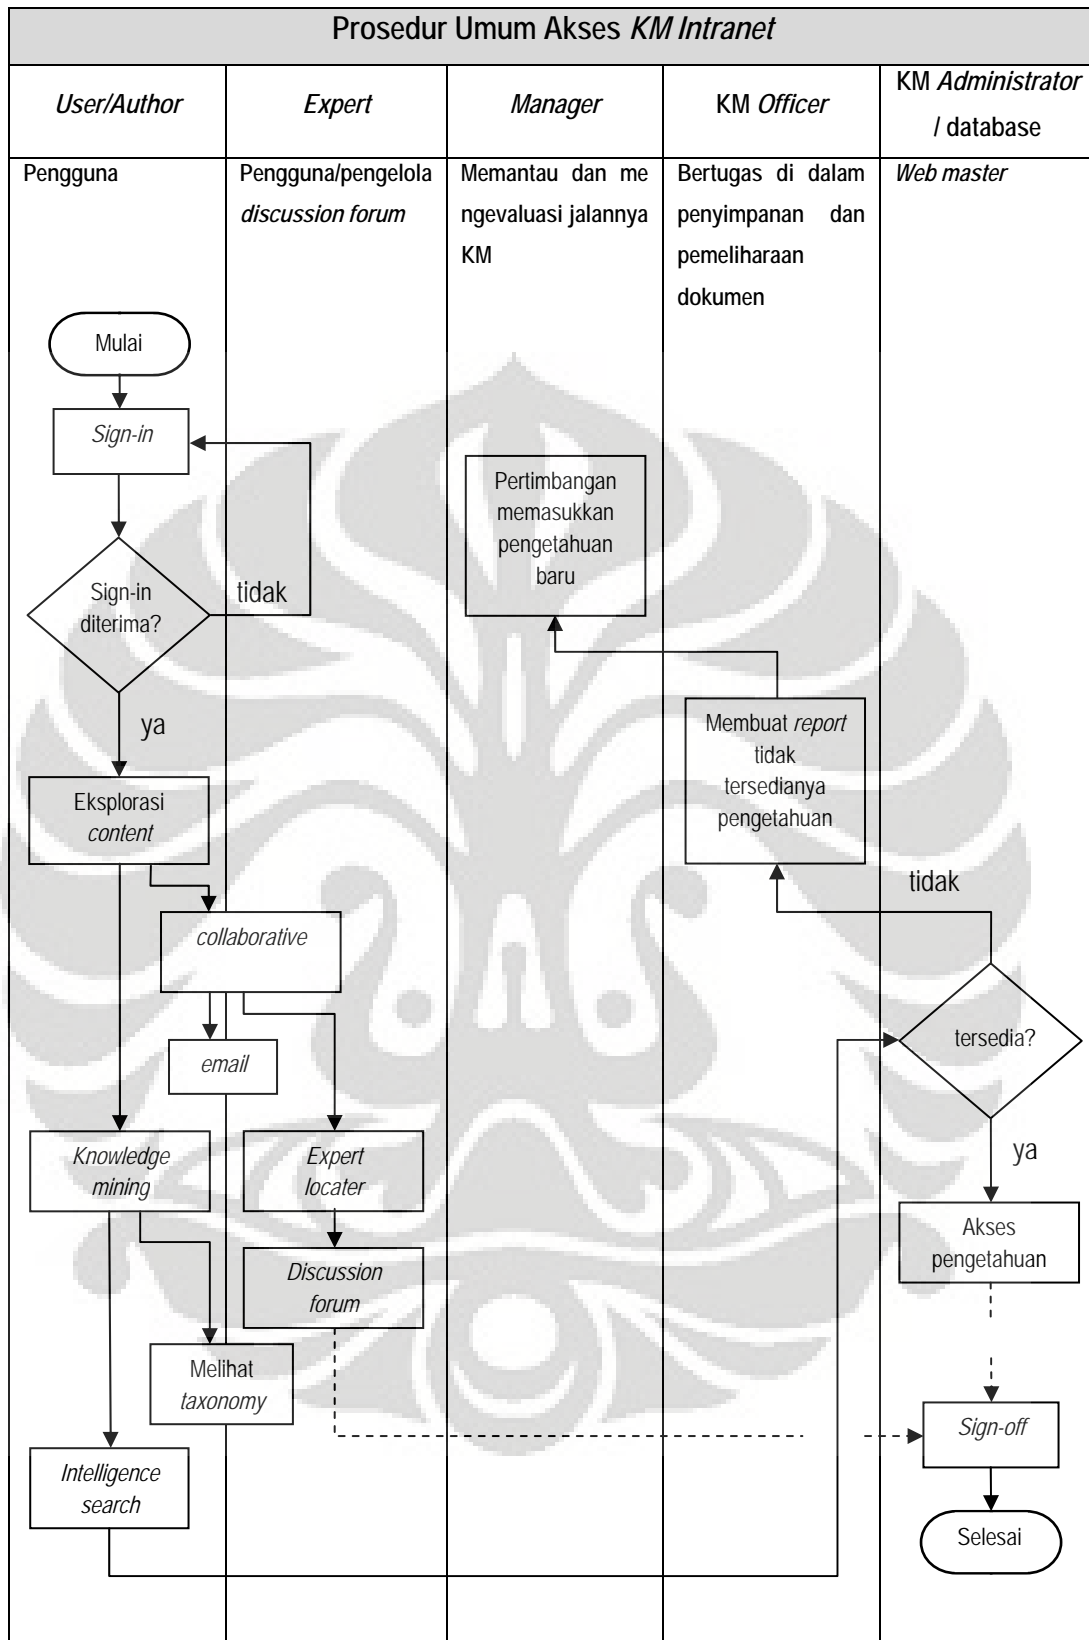 Prosedur Umum Akses KM Intranet
User/Author
Expert
Manager
KM Officer
KM Administrator
/ database
Pengguna
Pengguna/pengelola
discussion forum
Memantau dan me
ngevaluasi jalannya
KM
Bertugas di dalam
penyimpanan dan
pemeliharaan
dokumen
Web master
Mulai
Sign-in
Sign-in
diterima?
tidak
ya
Pertimbangan
memasukkan
pengetahuan
baru
Membuat report
tidak
tersedianya
pengetahuan
Eksplorasi
content
tidak
collaborative
email
tersedia?
ya
Knowledge
mining
Expert
locater
Akses
pengetahuan
Discussion
forum
Melihat
taxonomy
Sign-off
Intelligence
search
Selesai